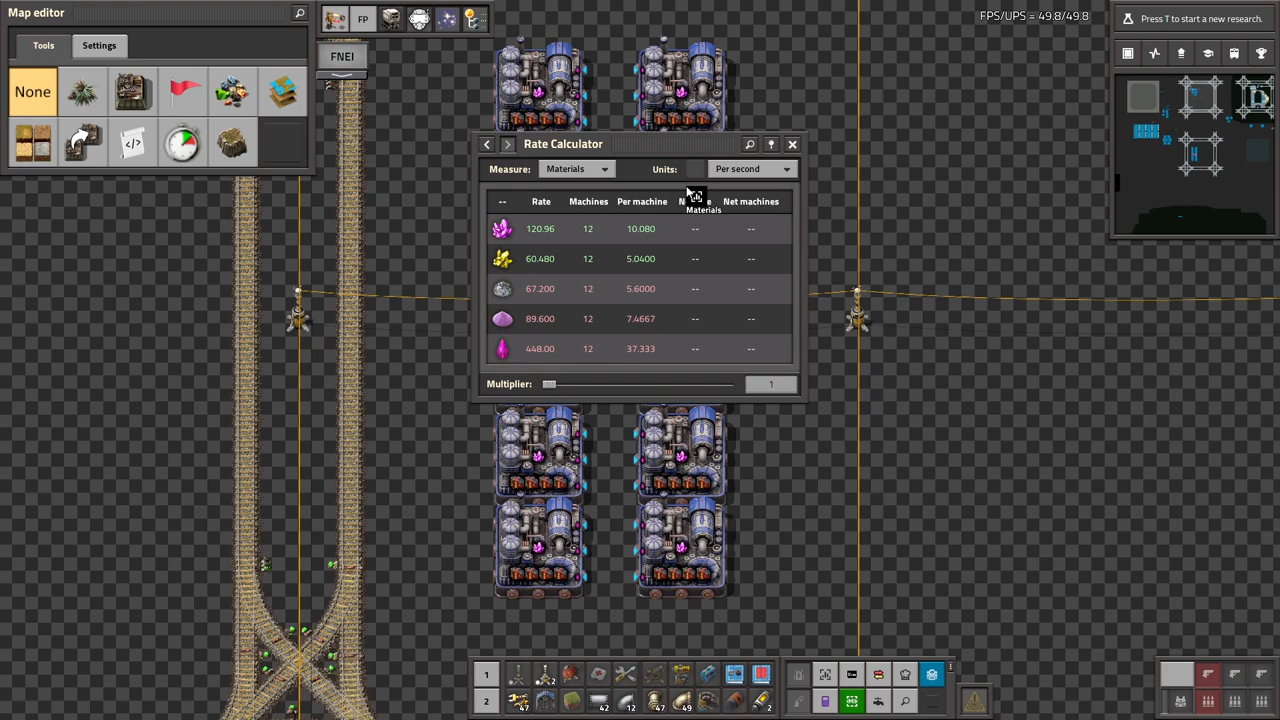 Map editor
FP
FPS/UPS = 49.8/49.8
Press T to start a new research.
Tools
Settings
FNEI
None
Rate Calculator
Measure:
Materials
Units:
Per second
--
Rate
Machines
Per machine
Net machines
Materials
120.96
12
10.080
--
--
60.480
12
5.0400
--
--
67.200
12
5.6000
--
--
89.600
12
7.4667
--
--
448.00
12
37.333
--
--
Multiplier:
1
1
2
2
47
42
12
47
49
2